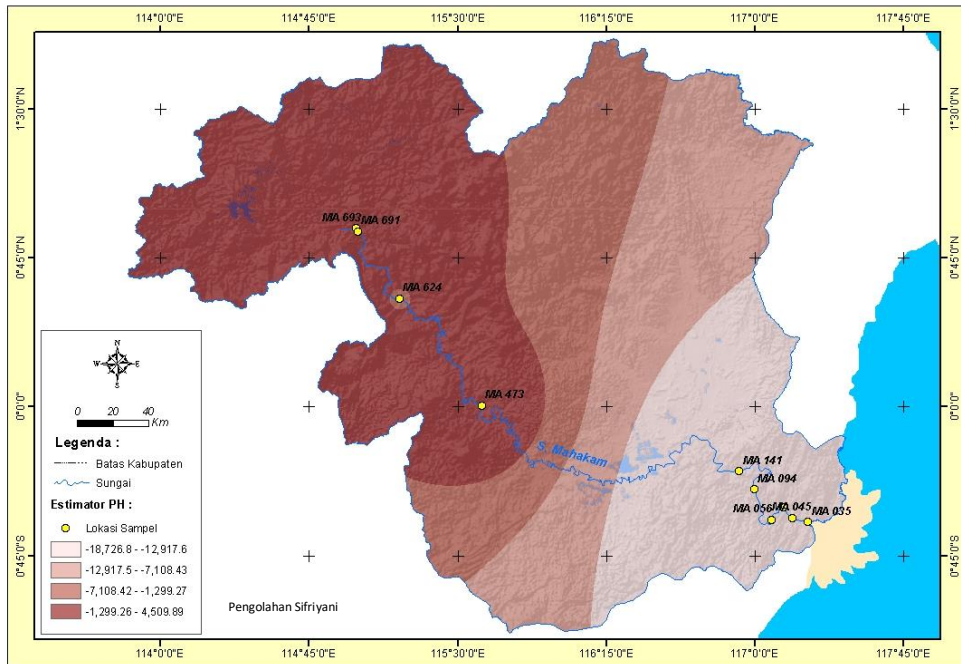 114°0'0"E 114°45'0"E 115°30'0"E 116°15'0"E 117°0'0"E 117°45'0"E
1°30'0"N 1°30'0"N
MA 693 MA 691
0°45'0"N 0°45'0"N
MA 624
N
W E
S
0 20 40
Km
Legenda :
Batas Kabupaten
Sungai
Estimator PH :
Lokasi Sampel
-18,726.8 - -12,917.6
-12,917.5 - -7,108.43
-7,108.42 - -1,299.27
-1,299.26 - 4,509.89
MA 473
0°0'0" 0°0'0"
S. Mahakam
MA 141
MA 094
MA 056 MA 045 MA 035
0°45'0"S 0°45'0"S
Pengolahan Sifriyani
114°0'0"E 114°45'0"E 115°30'0"E 116°15'0"E 117°0'0"E 117°45'0"E